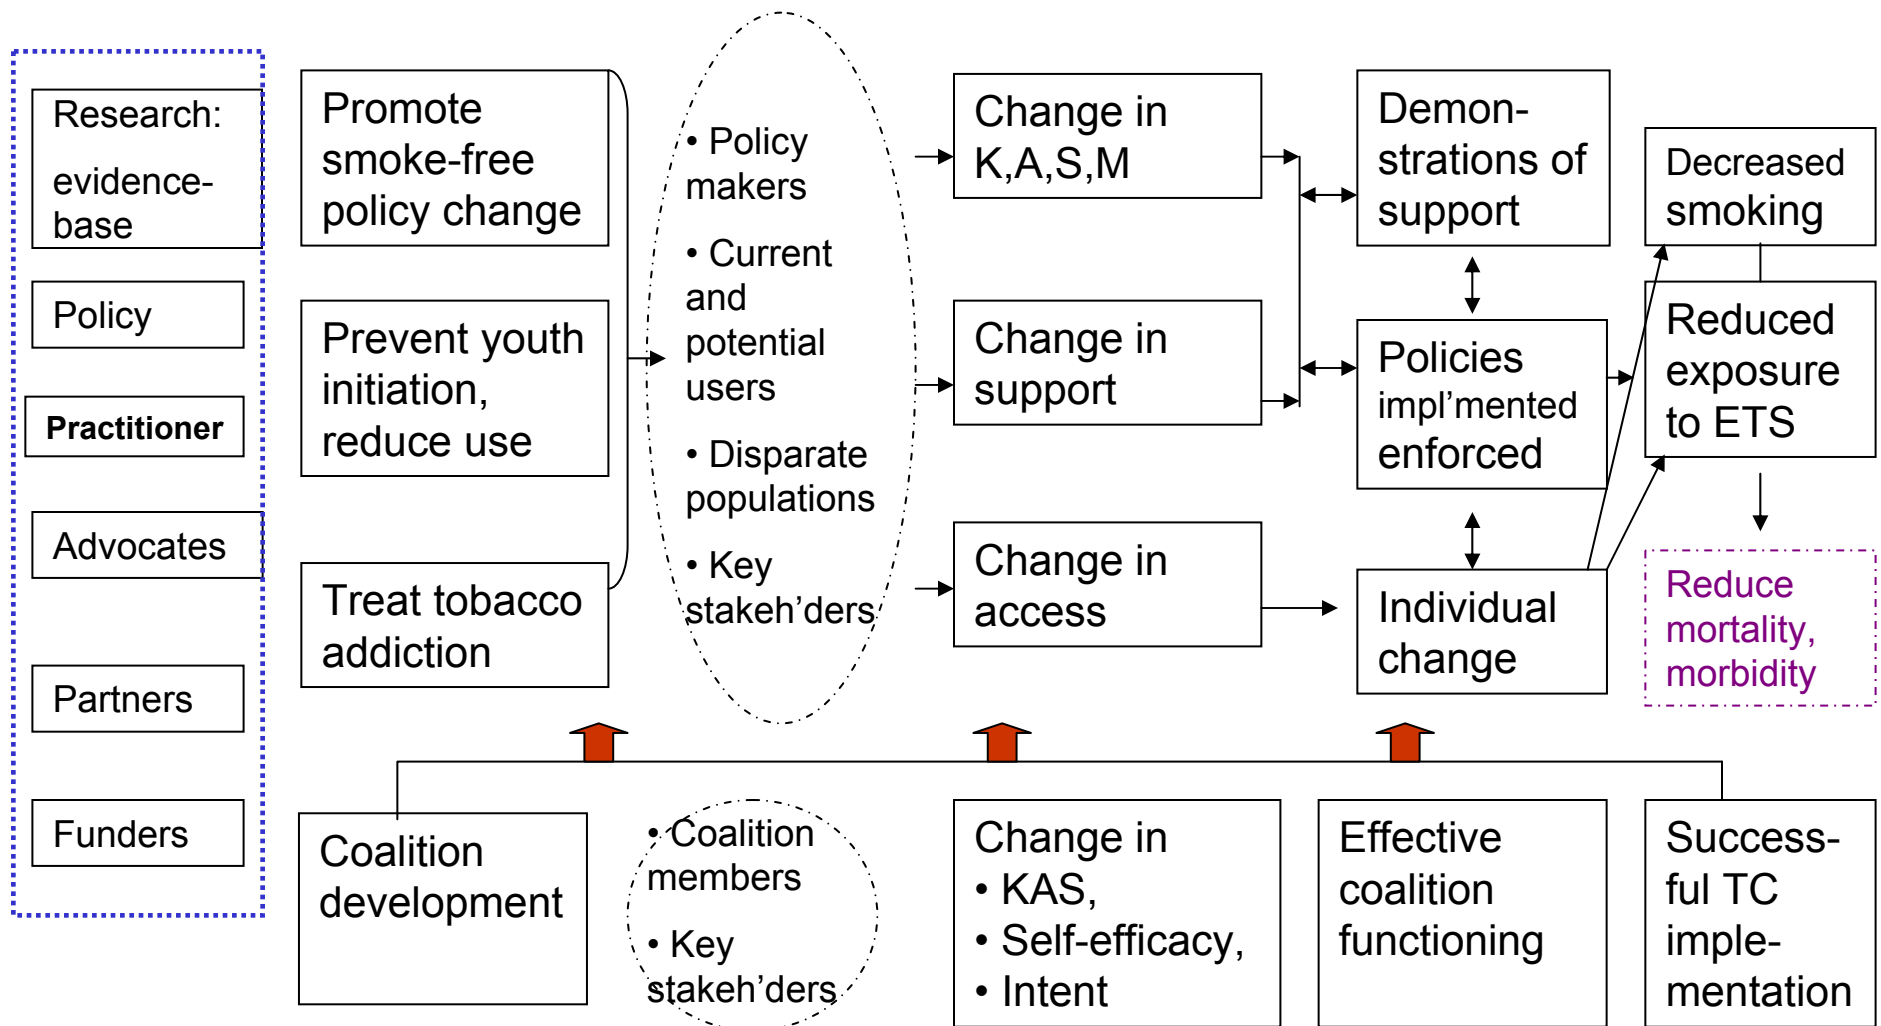 Research:
evidence-
base
Policy
Practitioner
Advocates
Partners
Funders
Promote
smoke-free
policy change
Prevent youth
initiation,
reduce use
Treat tobacco
addiction
• Policy
makers
• Current
and
potential
users
• Disparate
populations
• Key
stakeh’ders
Change in
K,A,S,M
Change in
support
Change in
access
Demon-
strations of
support
Policies
impl’mented
enforced
Individual
change
Decreased
smoking
Reduced
exposure
to ETS
Reduce
mortality,
morbidity
Coalition
development
• Coalition
members
• Key
stakeh’ders
Change in
• KAS,
• Self-efficacy,
• Intent
Effective
coalition
functioning
Success-
ful TC
imple-
mentation